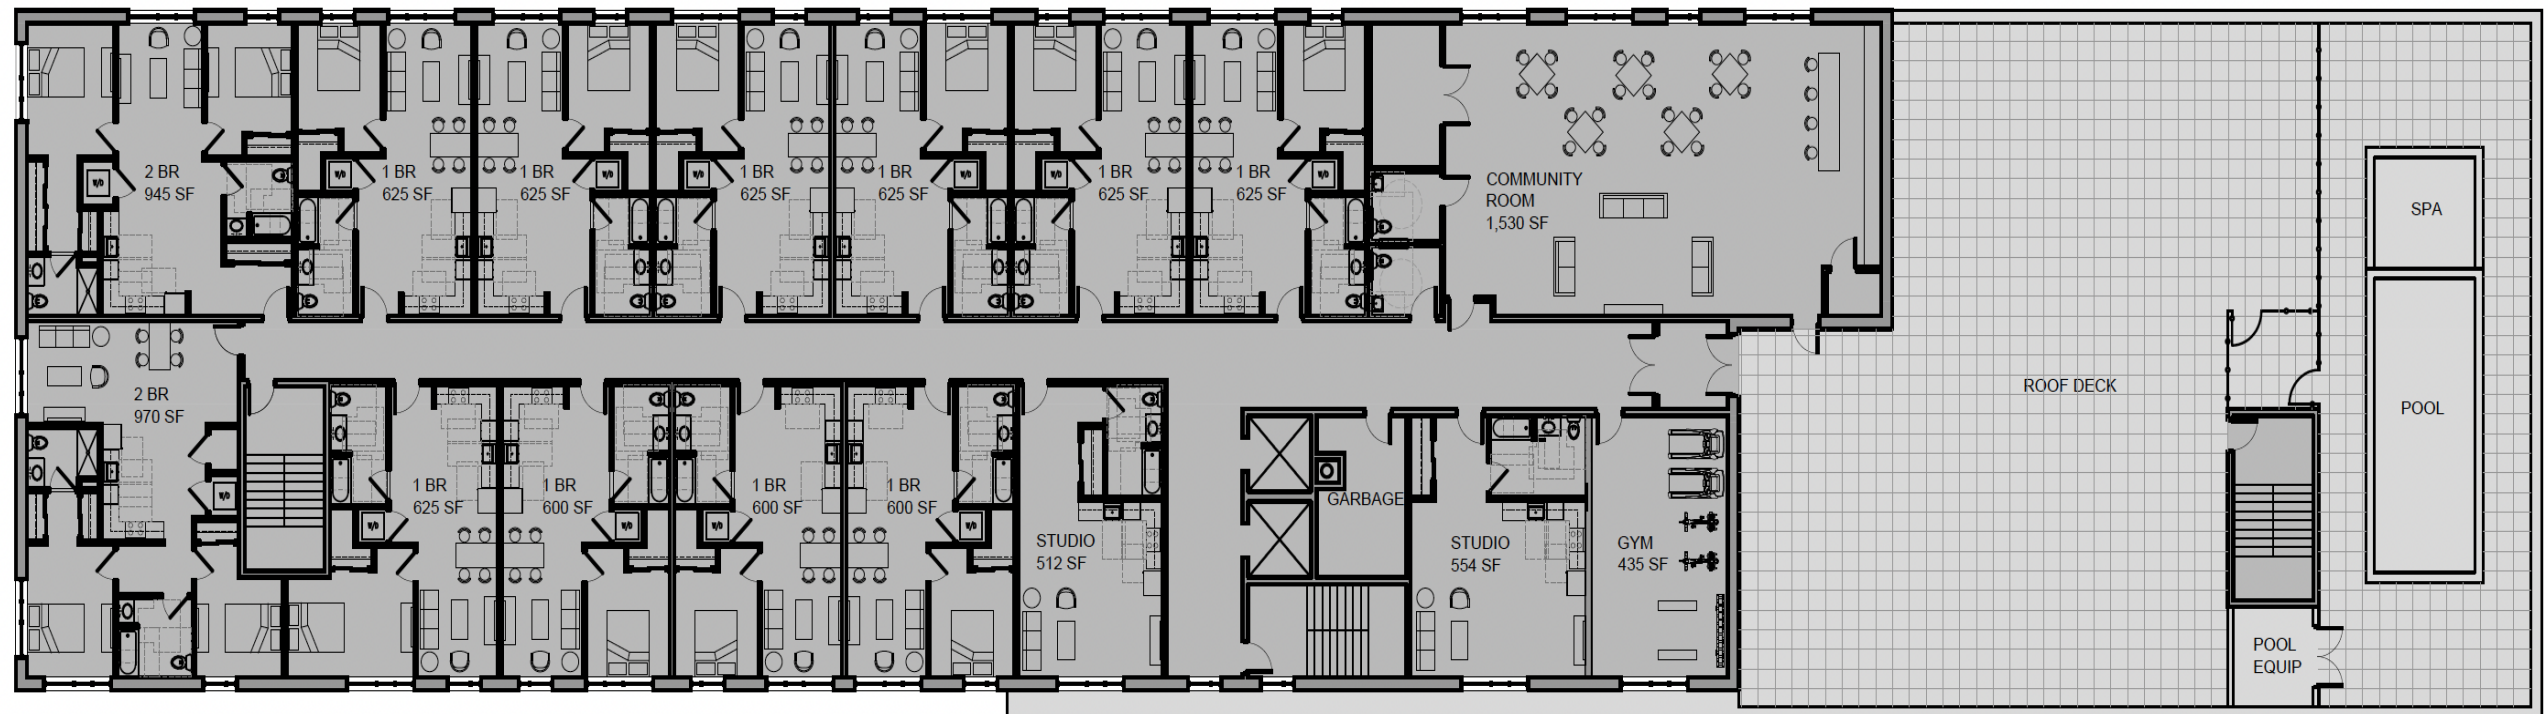 2 BR
945 SF
1 BR
625 SF
1 BR
625 SF
1 BR
625 SF
1 BR
625 SF
1 BR
625 SF
1 BR
625 SF
COMMUNITY
ROOM
1,530 SF
SPA
W/D
W/D
W/D
W/D
W/D
W/D
W/D
2 BR
970 SF
ROOF DECK
POOL
1 BR
625 SF
1 BR
600 SF
1 BR
600 SF
1 BR
600 SF
GARBAGE
W/D
W/D
W/D
W/D
W/D
STUDIO
512 SF
STUDIO
554 SF
GYM
435 SF
POOL
EQUIP